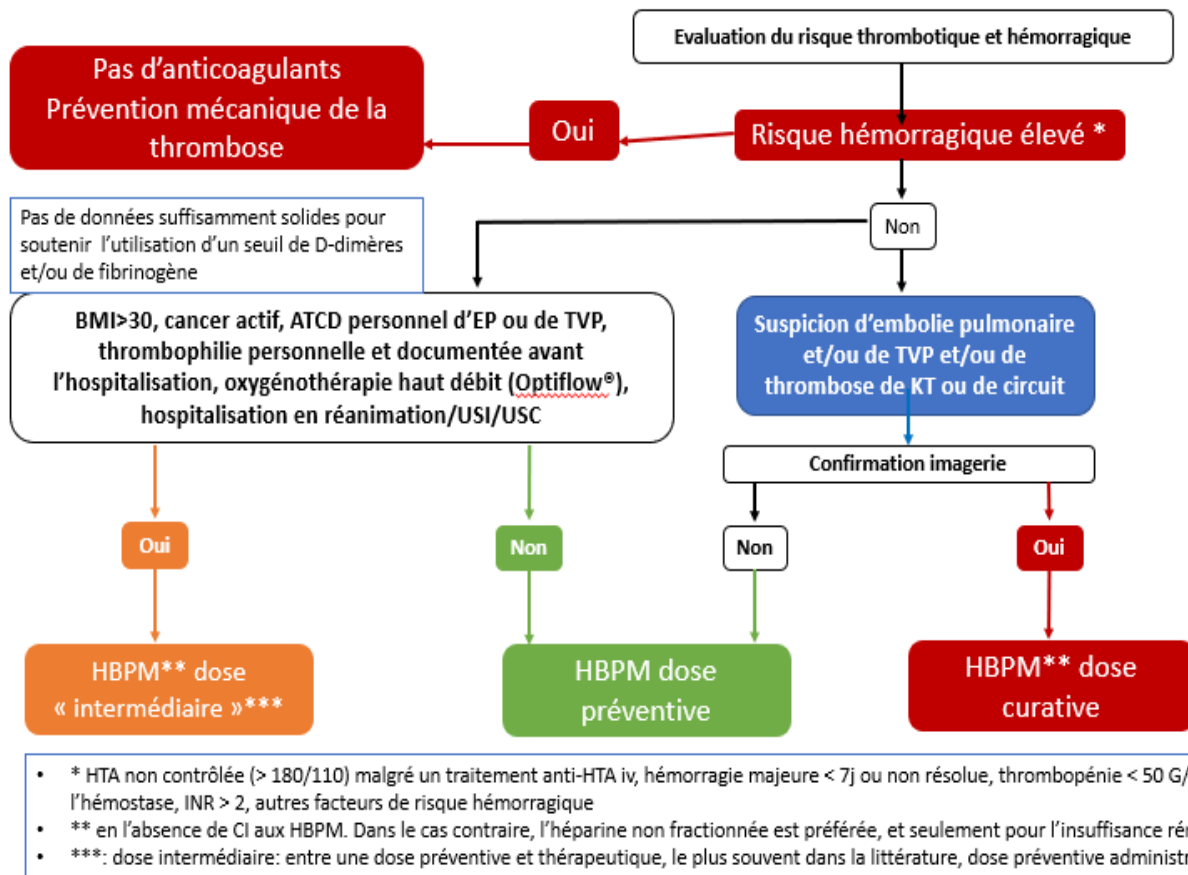 Evaluation du risque thrombotique et hémorragique
Pas d’anticoagulants
Prévention mécanique de la
thrombose
Oui
Risque hémorragique élevé *
Non
Pas de données suffisamment solides pour
soutenir l’utilisation d’un seuil de D-dimères
et/ou de fibrinogène
BMI>30, cancer actif, ATCD personnel d’EP ou de TVP,
thrombophilie personnelle et documentée avant
l’hospitalisation, oxygénothérapie haut débit (Optiflow®),
hospitalisation en réanimation/USI/USC
Suspicion d’embolie pulmonaire
et/ou de TVP et/ou de
thrombose de KT ou de circuit
Confirmation imagerie
Oui
Non
Non
Oui
HBPM** dose
« intermédiaire »***
HBPM dose
préventive
HBPM** dose
curative
• * HTA non contrôlée (> 180/110) malgré un traitement anti-HTA iv, hémorragie majeure < 7j ou non résolue, thrombopénie < 50 G/
l’hémostase, INR > 2, autres facteurs de risque hémorragique
• ** en l’absence de CI aux HBPM. Dans le cas contraire, l’héparine non fractionnée est préférée, et seulement pour l’insuffisance
• ***: dose intermédiaire: entre une dose préventive et thérapeutique, le plus souvent dans la littérature, dose préventive